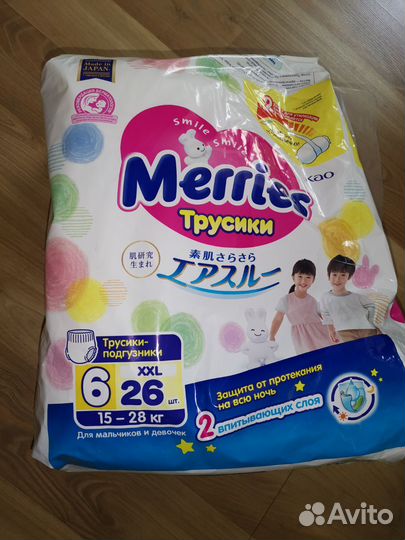 Made in
JAPAN
Smile Smile
Merries
Kao
Трусики
肌研究
生まれ
素肌さらさら
エアスルー
Трусики-
подгузники
6
XXL
26
шт.
15 – 28 кг
Для мальчиков и девочек
Защита от протекания
на всю ночь
2 впитывающих слоя
Avito